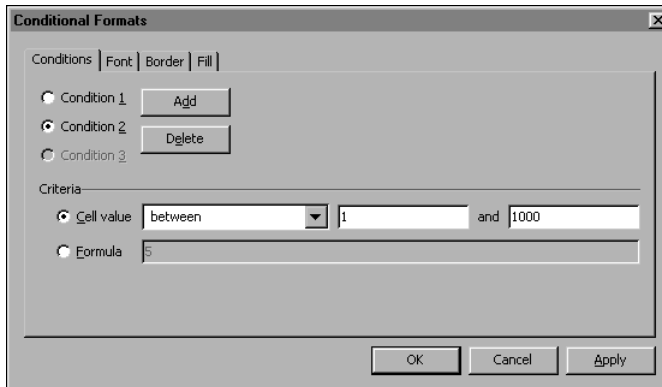 Conditional Formats
Conditions Font Border Fill
Condition 1 Add
Condition 2
Delete
Condition 3
Criteria
Cell value between 1 and 1000
Formula 5
OK Cancel Apply